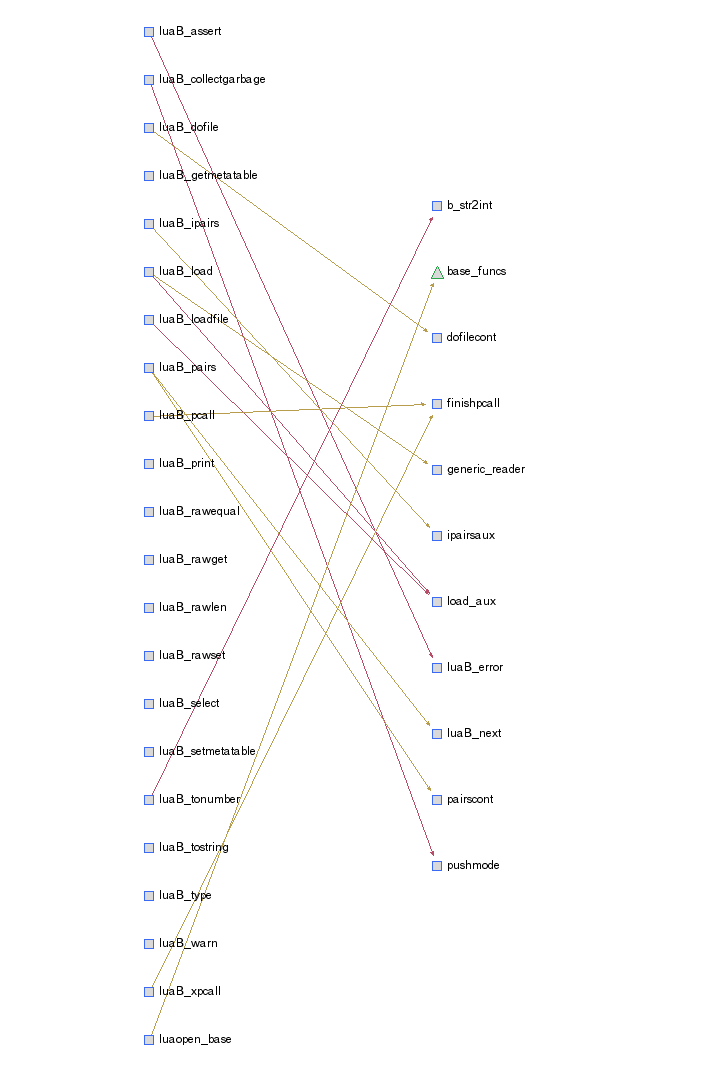 luaB_assert
luaB_collectgarbage
luaB_dofile
luaB_getmetatable
luaB_ipairs
luaB_load
luaB_loadfile
luaB_pairs
luaB_pcall
luaB_print
luaB_rawequal
luaB_rawget
luaB_rawlen
luaB_rawset
luaB_select
luaB_setmetatable
luaB_tonumber
luaB_tostring
luaB_type
luaB_warn
luaB_xpcall
luaopen_base
b_str2int
base_funcs
dofilecont
finishpcall
generic_reader
ipairsaux
load_aux
luaB_error
luaB_next
pairscont
pushmode